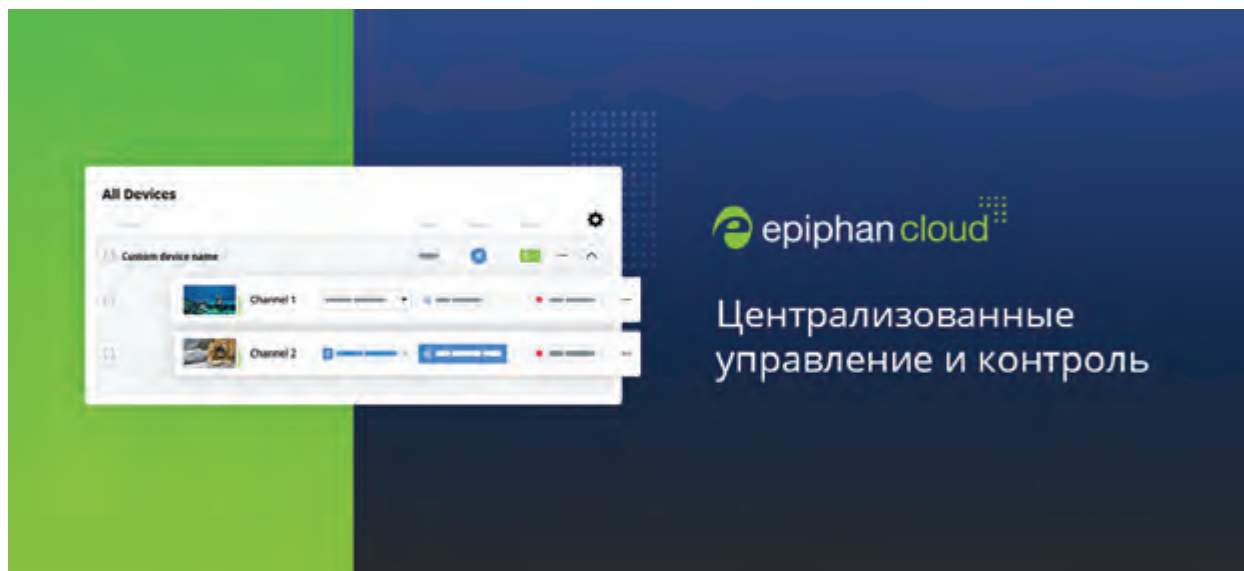 All Devices
Custom device name
Channel 1
Channel 2
epiphan cloud
Централизованные
управление и контроль